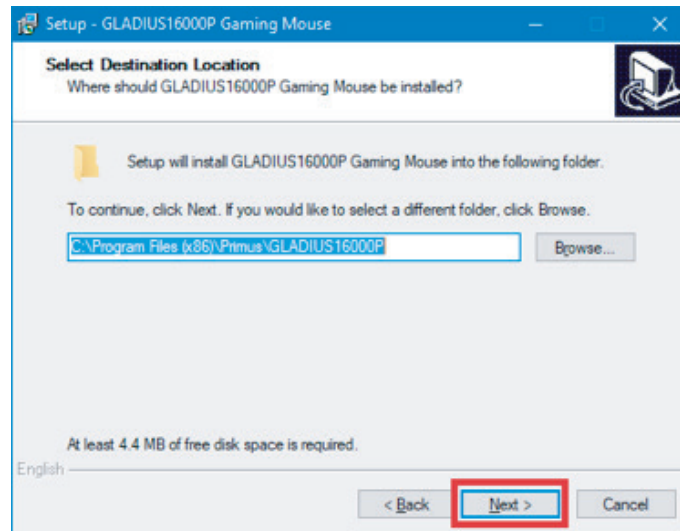 Setup - GLADIUS16000P Gaming Mouse
Select Destination Location
Where should GLADIUS16000P Gaming Mouse be installed?
Setup will install GLADIUS16000P Gaming Mouse into the following folder.
To continue, click Next. If you would like to select a different folder, click Browse.
C:\Program Files (x86)\Primus\GLADIUS16000P
Browse...
At least 4.4 MB of free disk space is required.
English
< Back Next > Cancel